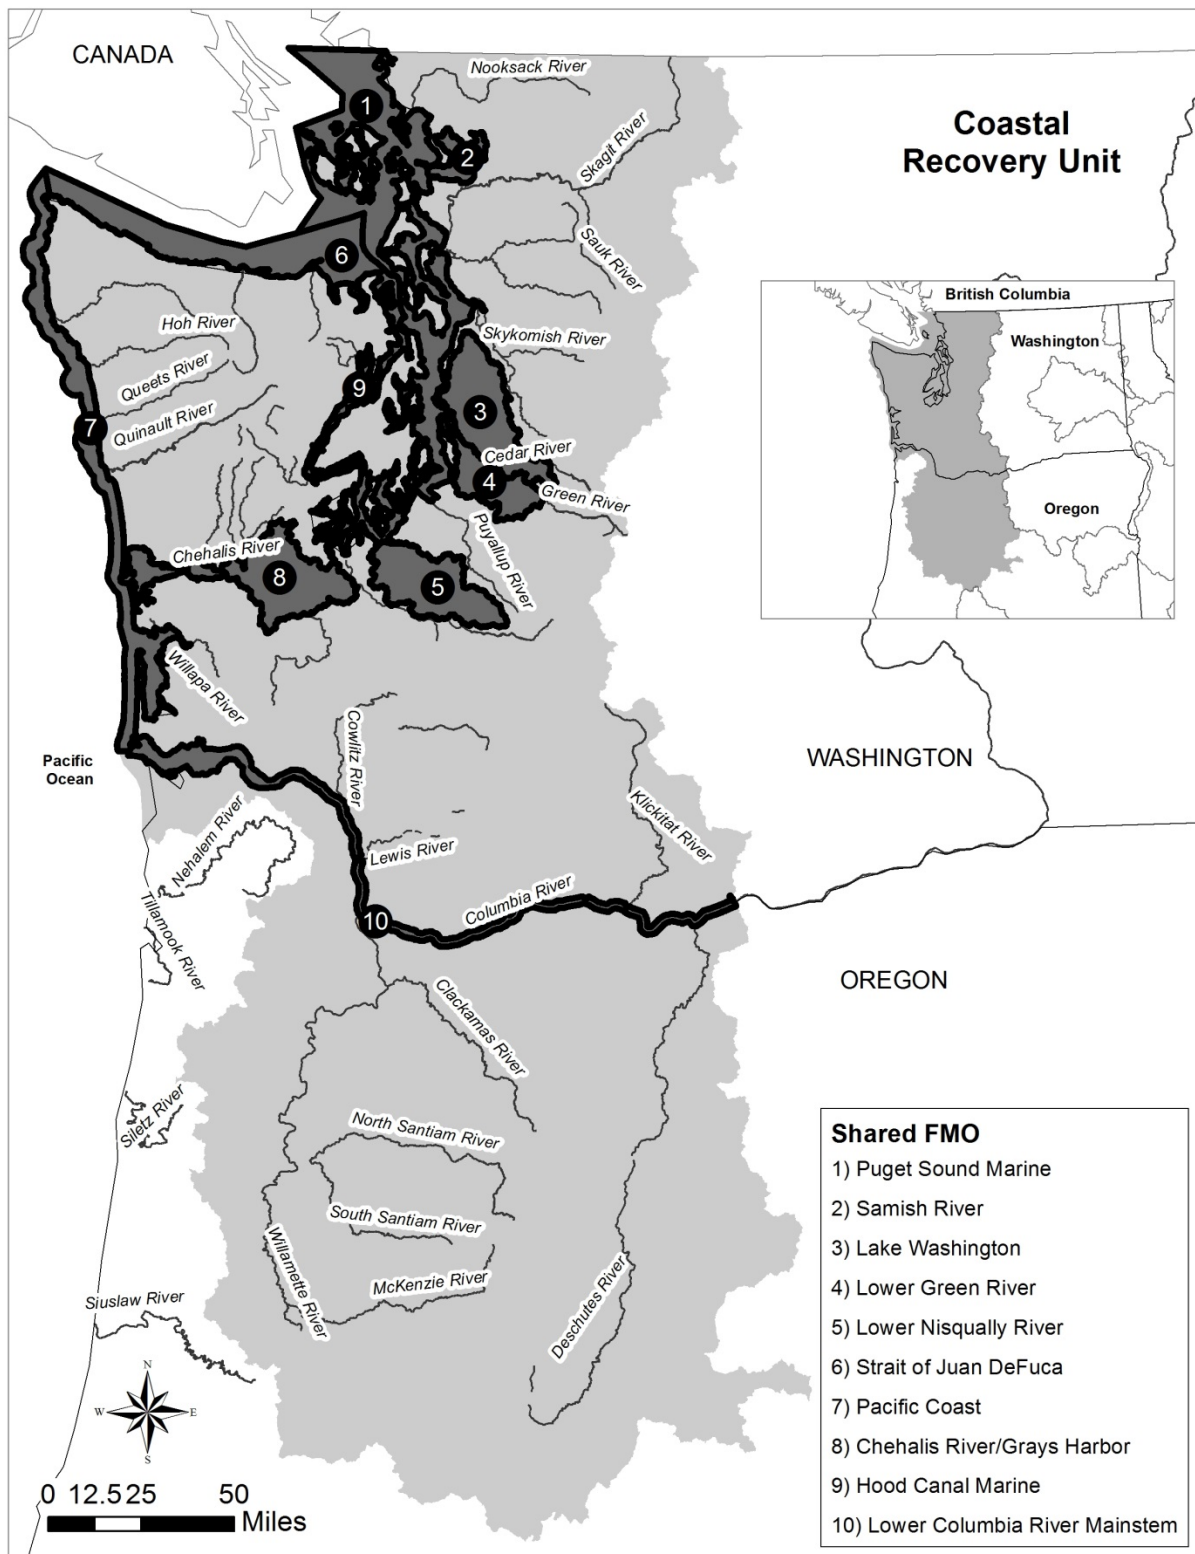 CANADA
Nooksack River
1
Coastal
Recovery Unit
Skagit River
2
Sauk River
6
British Columbia
Washington
Oregon
Hoh River
Skykomish River
Queets River
9
3
7
Quinault River
Cedar River
4
Green River
Puyallup River
Chehalis River
8
5
Willapa River
Pacific
Ocean
Cowlitz River
WASHINGTON
Klickitat River
Nehalem River
Lewis River
Columbia River
10
Tillamook River
OREGON
Clackamas River
Siletz River
North Santiam River
South Santiam River
Willamette River
McKenzie River
Deschutes River
Siuslaw River
N
W E
S
0 12.5 25 50
Miles
Shared FMO
1) Puget Sound Marine
2) Samish River
3) Lake Washington
4) Lower Green River
5) Lower Nisqually River
6) Strait of Juan DeFuca
7) Pacific Coast
8) Chehalis River/Grays Harbor
9) Hood Canal Marine
10) Lower Columbia River Mainstem